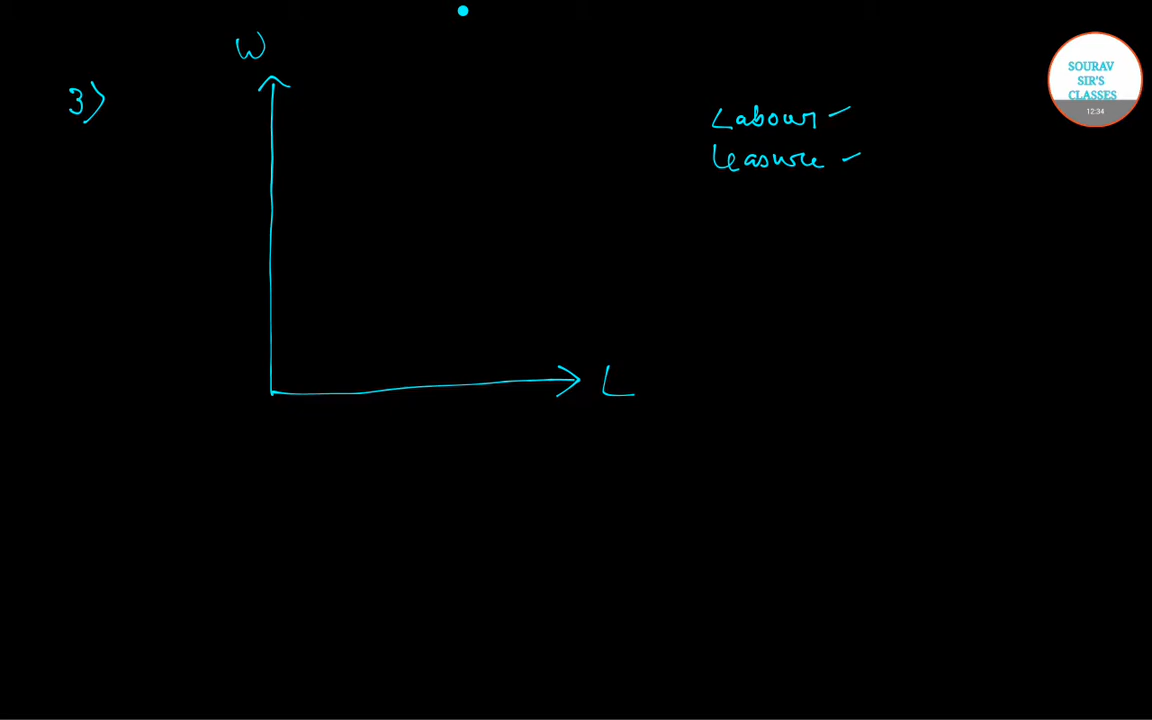 W
3)
Labour -
Leasure -
L
SOURAV
SIR'S
CLASSES
12:34